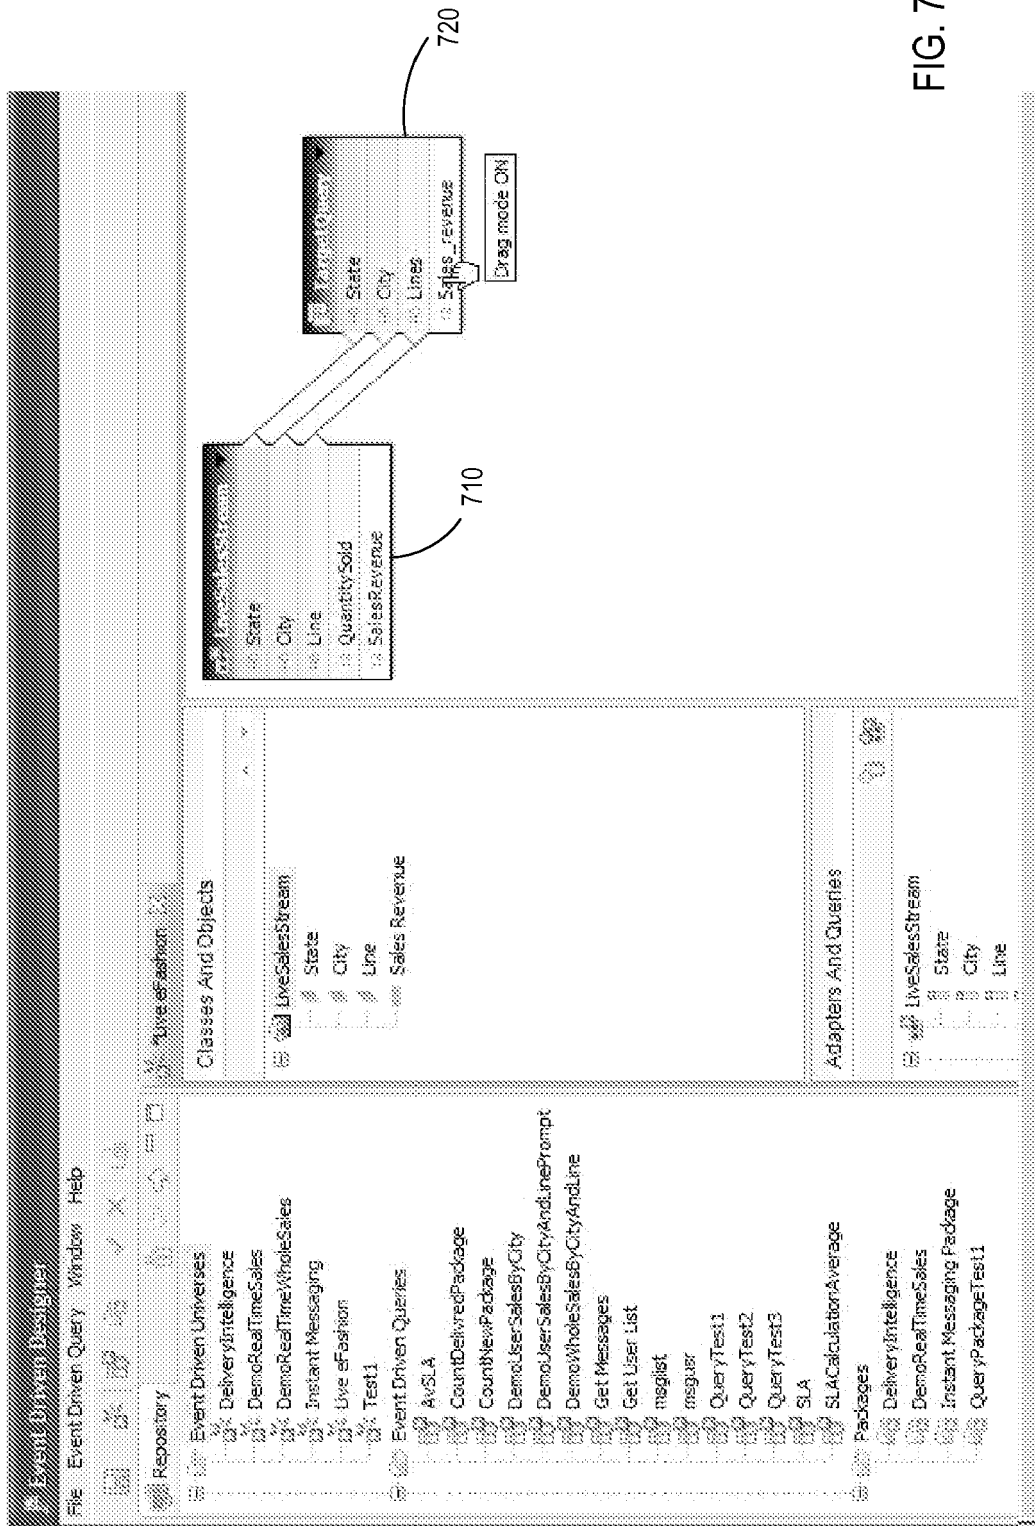 Event Driven Designer
File Event Driven Query Window Help
Repository
Event Driven Universes
DeliveryIntelligence
DemoRealTimeSales
DemoRealTimeWholeSales
Instant Messaging
Live eFashion
Test1
Event Driven Queries
AvSLA
CountDelivredPackage
CountNewPackage
DemoUserSalesByCity
DemoUserSalesByCityAndLinePrompt
DemoWholeSalesByCityAndLine
Get Messages
Get User List
msglist
msguer
QueryTest1
QueryTest2
QueryTest3
SLA
SLACalculationAverage
Packages
DeliveryIntelligence
DemoRealTimeSales
Instant Messaging Package
QueryPackageTest1
*Live eFashion
Classes And Objects
LiveSalesStream
State
City
Line
Sales Revenue
Adapters And Queries
LiveSalesStream
State
City
Line
LiveSalesStream
State
City
Line
QuantitySold
SalesRevenue
710
State
City
Lines
Sales_revenue
Drag mode ON
720
FIG. 7